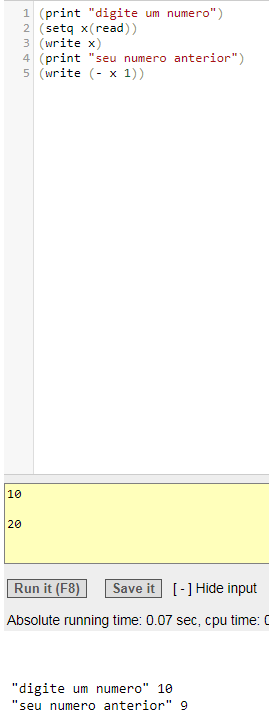 1 (print "digite um numero")
2 (setq x(read))
3 (write x)
4 (print "seu numero anterior")
5 (write (- x 1))
10
20
Run it (F8) Save it [ - ] Hide input
Absolute running time: 0.07 sec, cpu time:
"digite um numero" 10
"seu numero anterior" 9